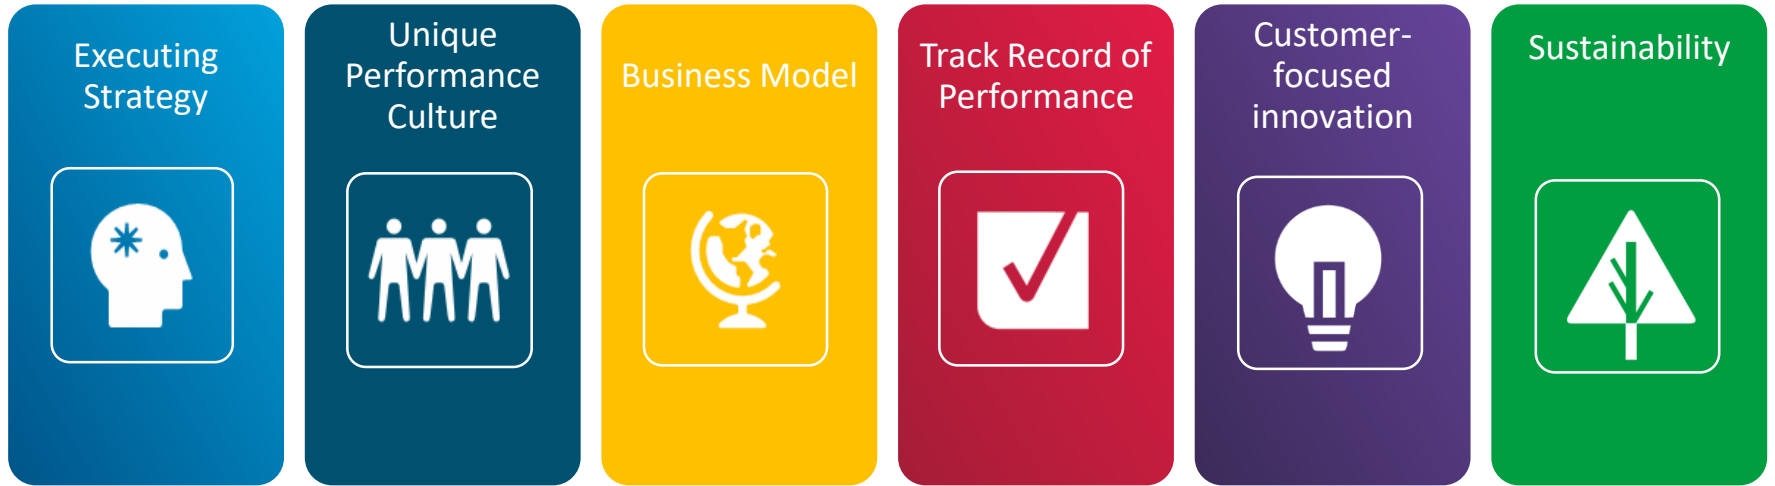 Executing
Strategy
Unique
Performance
Culture
Business Model
Track Record of
Performance
Customer-
focused
innovation
Sustainability